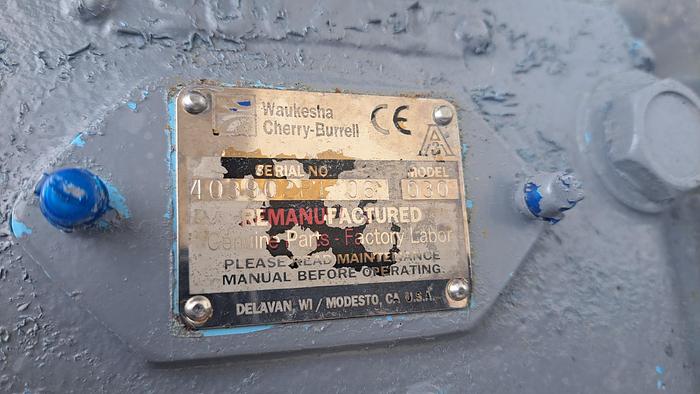 Waukesha
Cherry-Burrell
CE
SERIAL NO.
MODEL
030
REMANUFACTURED
Genuine Parts - Factory Labor
PLEASE READ MAINTENANCE
MANUAL BEFORE OPERATING.
DELAVAN, WI / MODESTO, CA U.S.A.